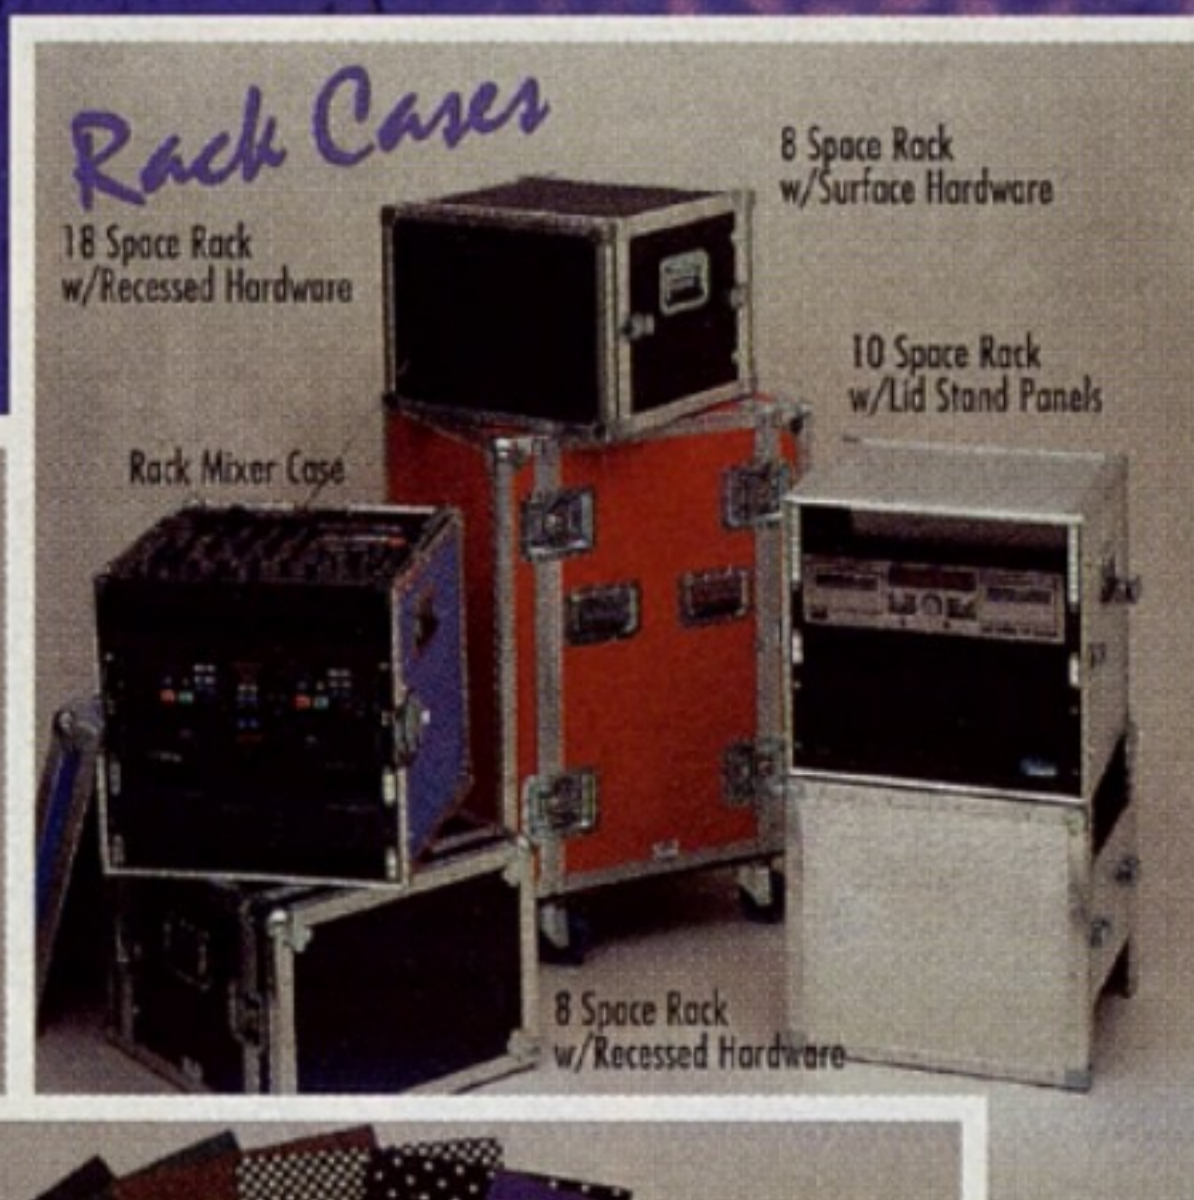 Rack Cases
8 Space Rack
w/Surface Hardware
18 Space Rack
w/Recessed Hardware
10 Space Rack
w/Lid Stand Panels
Rack Mixer Case
8 Space Rack
w/Recessed Hardware